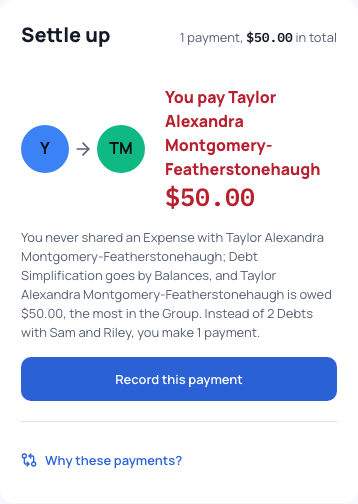 Settle up
1 payment, $50.00 in total
Y
TM
You pay Taylor
Alexandra
Montgomery-
Featherstonehaugh
$50.00
You never shared an Expense with Taylor Alexandra
Montgomery-Featherstonehaugh; Debt
Simplification goes by Balances, and Taylor
Alexandra Montgomery-Featherstonehaugh is owed
$50.00, the most in the Group. Instead of 2 Debts
with Sam and Riley, you make 1 payment.
Record this payment
Why these payments?